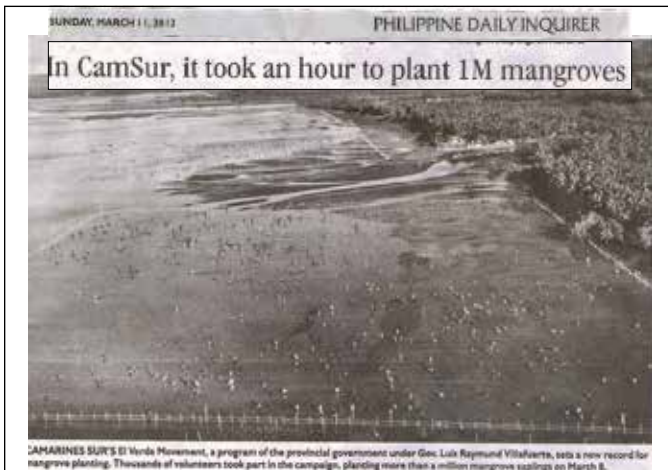 SUNDAY, MARCH 11, 2012
PHILIPPINE DAILY INQUIRER
In CamSur, it took an hour to plant 1M mangroves
CAMARINES SUR'S El Verde Movement, a program of the provincial government under Gov. Luis Raymund Villafuerte, sets a new record for
mangrove planting. Thousands of volunteers took part in the campaign, planting more than a million mangrove saplings on March 8.